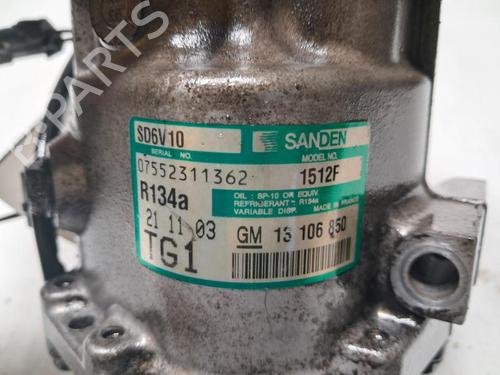 SD6V10
SANDEN
SERIAL NO.
MODEL NO.
07552311362
1512F
R134a
OIL : SP-10 OR EQUIV.
REFRIGERANT : R134a
VARIABLE DISP. MADE IN FRANCE
21 11 03
TG1
GM 13 106 850
B-PARTS